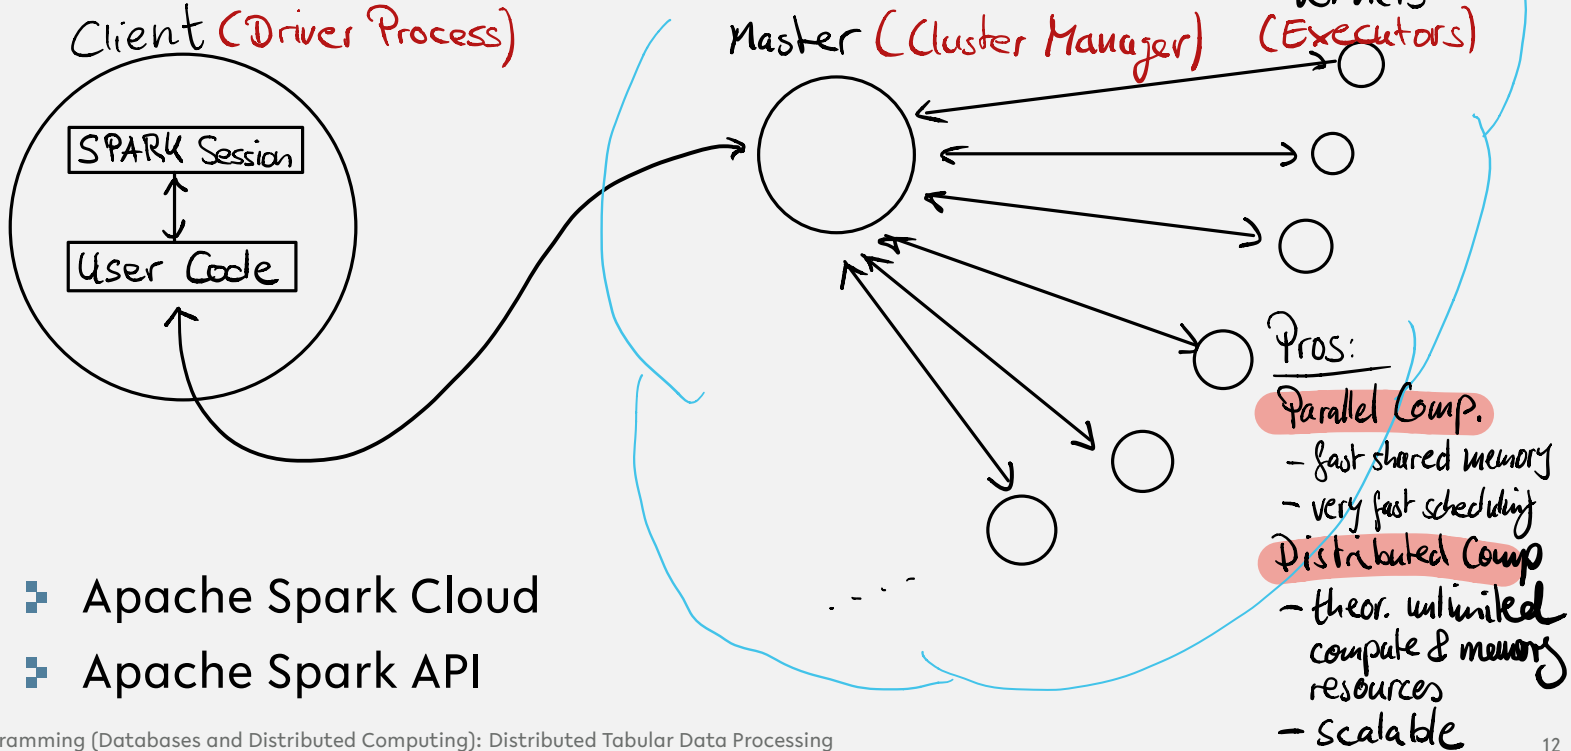 Client (Driver Process)
Master (Cluster Manager)
(Executors)
SPARK Session
User Code
Pros:
Parallel Comp.
- fast shared memory
- very fast scheduling
Distributed Comp
- theor. unlimited
compute & memory
resources
- scalable
Apache Spark Cloud
Apache Spark API
ramming (Databases and Distributed Computing): Distributed Tabular Data Processing
12